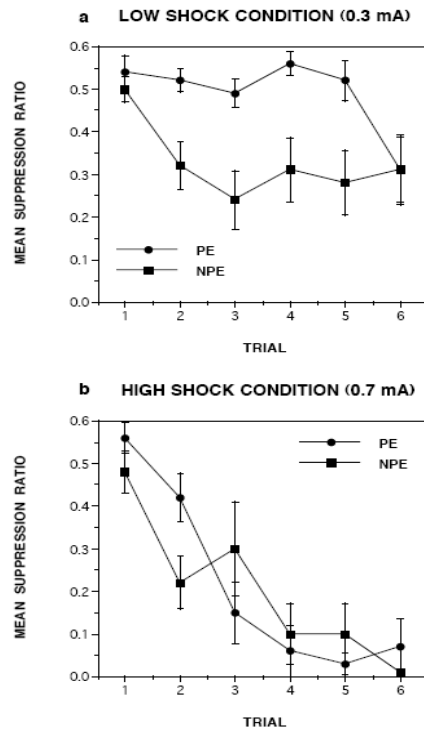 a LOW SHOCK CONDITION (0.3 mA)
0.6
0.5
0.4
0.3
0.2
0.1
0.0
MEAN SUPPRESSION RATIO
PE
NPE
1 2 3 4 5 6
TRIAL
b HIGH SHOCK CONDITION (0.7 mA)
0.6
0.5
0.4
0.3
0.2
0.1
0.0
MEAN SUPPRESSION RATIO
PE
NPE
1 2 3 4 5 6
TRIAL